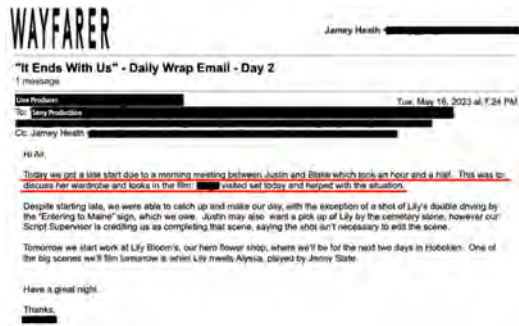 WAYFARER
Jamey Heath
"It Ends With Us" - Daily Wrap Email - Day 2
1 message
Line Producer
Tue, May 16, 2023 at 7:24 PM
To: Sony Production
Cc: Jamey Heath
Hi All,
Today we got a late start due to a morning meeting between Justin and Blake which took an hour and a half. This was to
discuss her wardrobe and looks in the film: visited set today and helped with the situation.
Despite starting late, we were able to catch up and make our day, with the exception of a shot of Lily's double driving by
the "Entering to Maine" sign, which we owe. Justin may also want a pick up of Lily by the cemetery stone, however our
Script Supervisor is crediting us as completing that scene, saying the shot isn't necessary to edit the scene.
Tomorrow we start work at Lily Bloom's, our hero flower shop, where we'll be for the next two days in Hoboken. One of
the big scenes we'll film tomorrow is when Lily meets Alyssa, played by Jenny Slate.
Have a great night.
Thanks,